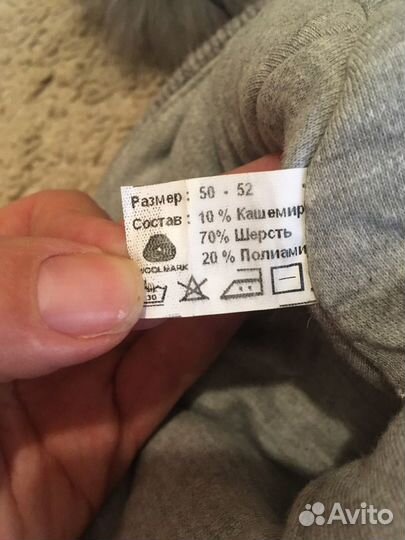 Размер : 50 - 52
Состав : 10 % Кашемир
70% Шерсть
20 % Полиами
WOOLMARK
30
Avito